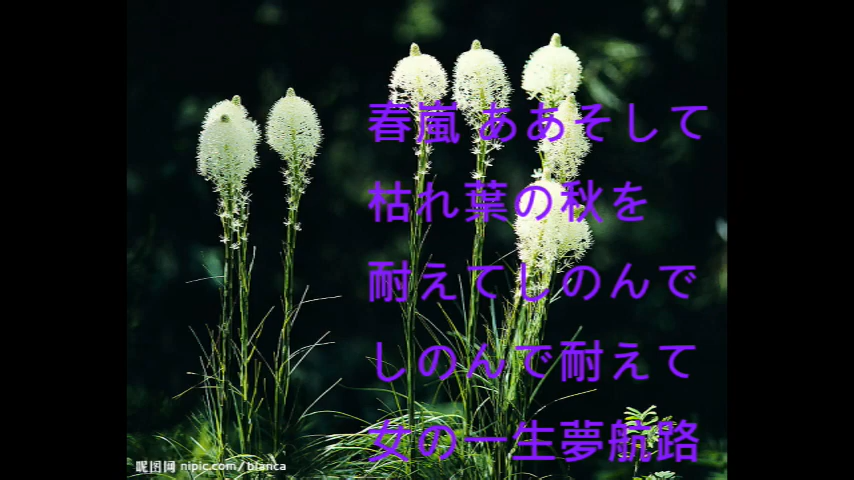 春嵐 ああそして
枯れ葉の秋を
耐えてしのんで
しのんで耐えて
女の一生夢航路
昵图网 nipic.com/blanca